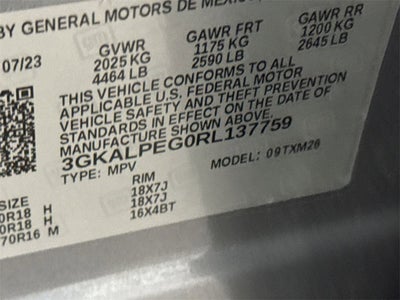 BY GENERAL MOTORS DE MEXICO
07/23 GVWR GAWR FRT GAWR RR
2025 KG 1175 KG 1200 KG
4464 LB 2590 LB 2645 LB
THIS VEHICLE CONFORMS TO ALL
APPLICABLE U.S. FEDERAL MOTOR
VEHICLE SAFETY AND THEFT PREVENTION
STANDARDS IN EFFECT ON THE DATE OF
MANUFACTURE SHOWN ABOVE.
3GKALPEG0RL137759
TYPE: MPV MODEL: 09TXM26
RIM
0R18 H 18X7J
0R18 H 18X7J
70R16 M 16X4BT